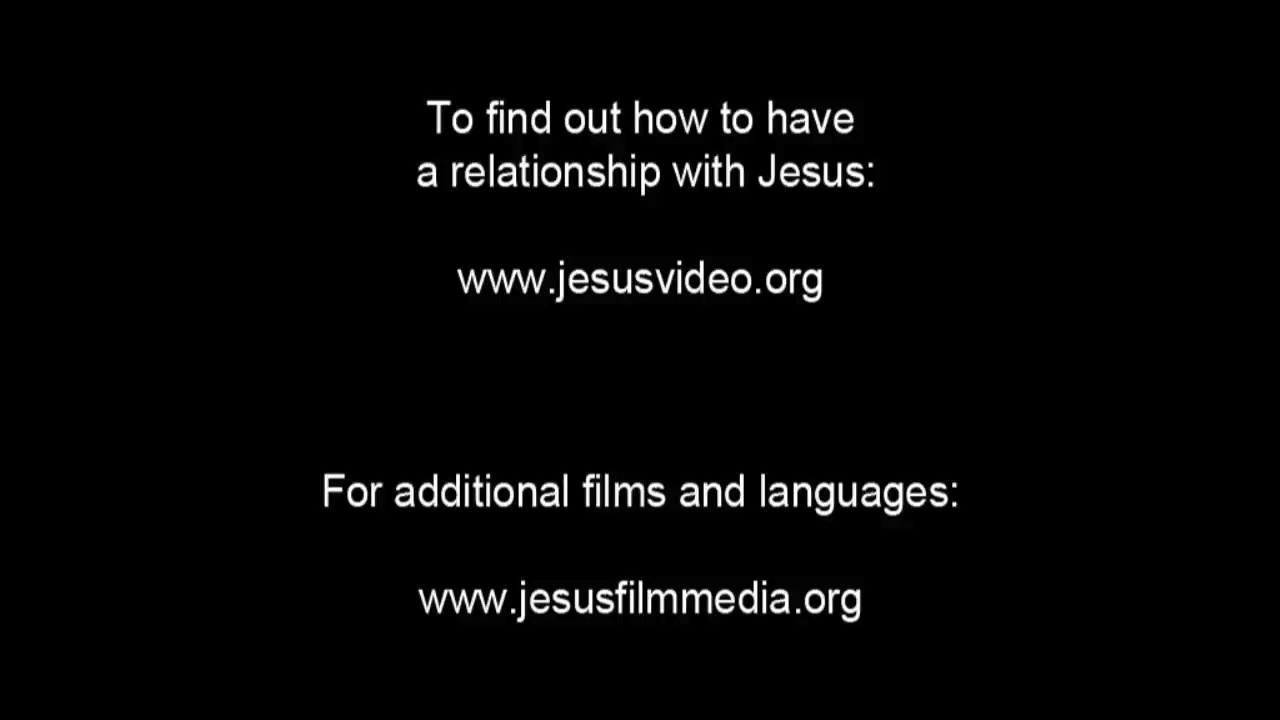 To find out how to have
a relationship with Jesus:
www.jesusvideo.org
For additional films and languages:
www.jesusfilmmedia.org